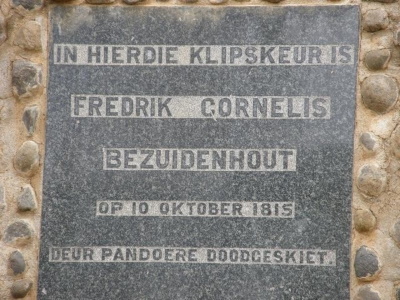 IN HIERDIE KLIPSKEUR IS
FREDRIK CORNELIS
BEZUIDENHOUT
OP 10 OKTOBER 1815
DEUR PANDOERE DOODGESKIET.